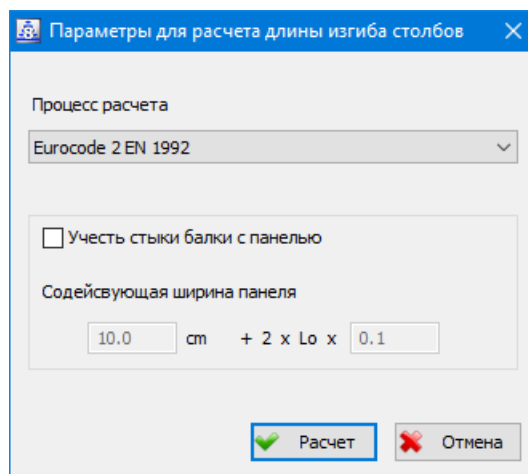 Параметры для расчета длины изгиба столбов
Процесс расчета
Eurocode 2 EN 1992
Учесть стыки балки с панелью
Содейсвующая ширина панеля
10.0 cm + 2 x Lo x 0.1
Расчет Отмена